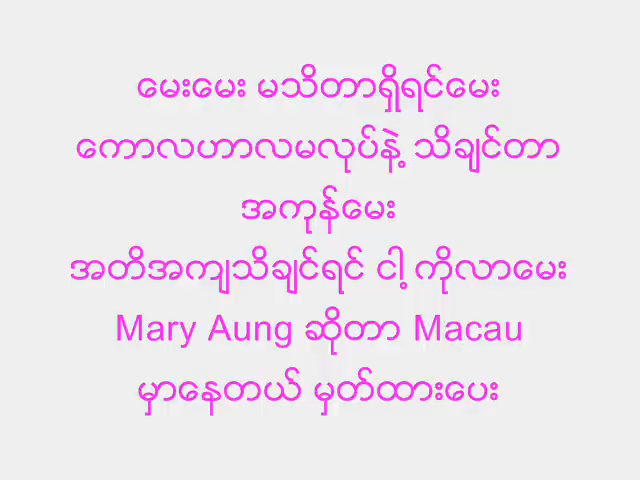 မေးမေး မသိတာရှိရင်မေး
ကောလဟာလမလုပ်နဲ့ သိချင်တာ
အကုန်မေး
အတိအကျသိချင်ရင် ငါ့ ကိုလာမေး
Mary Aung ဆိုတာ Macau
မှာနေတယ် မှတ်ထားပေး